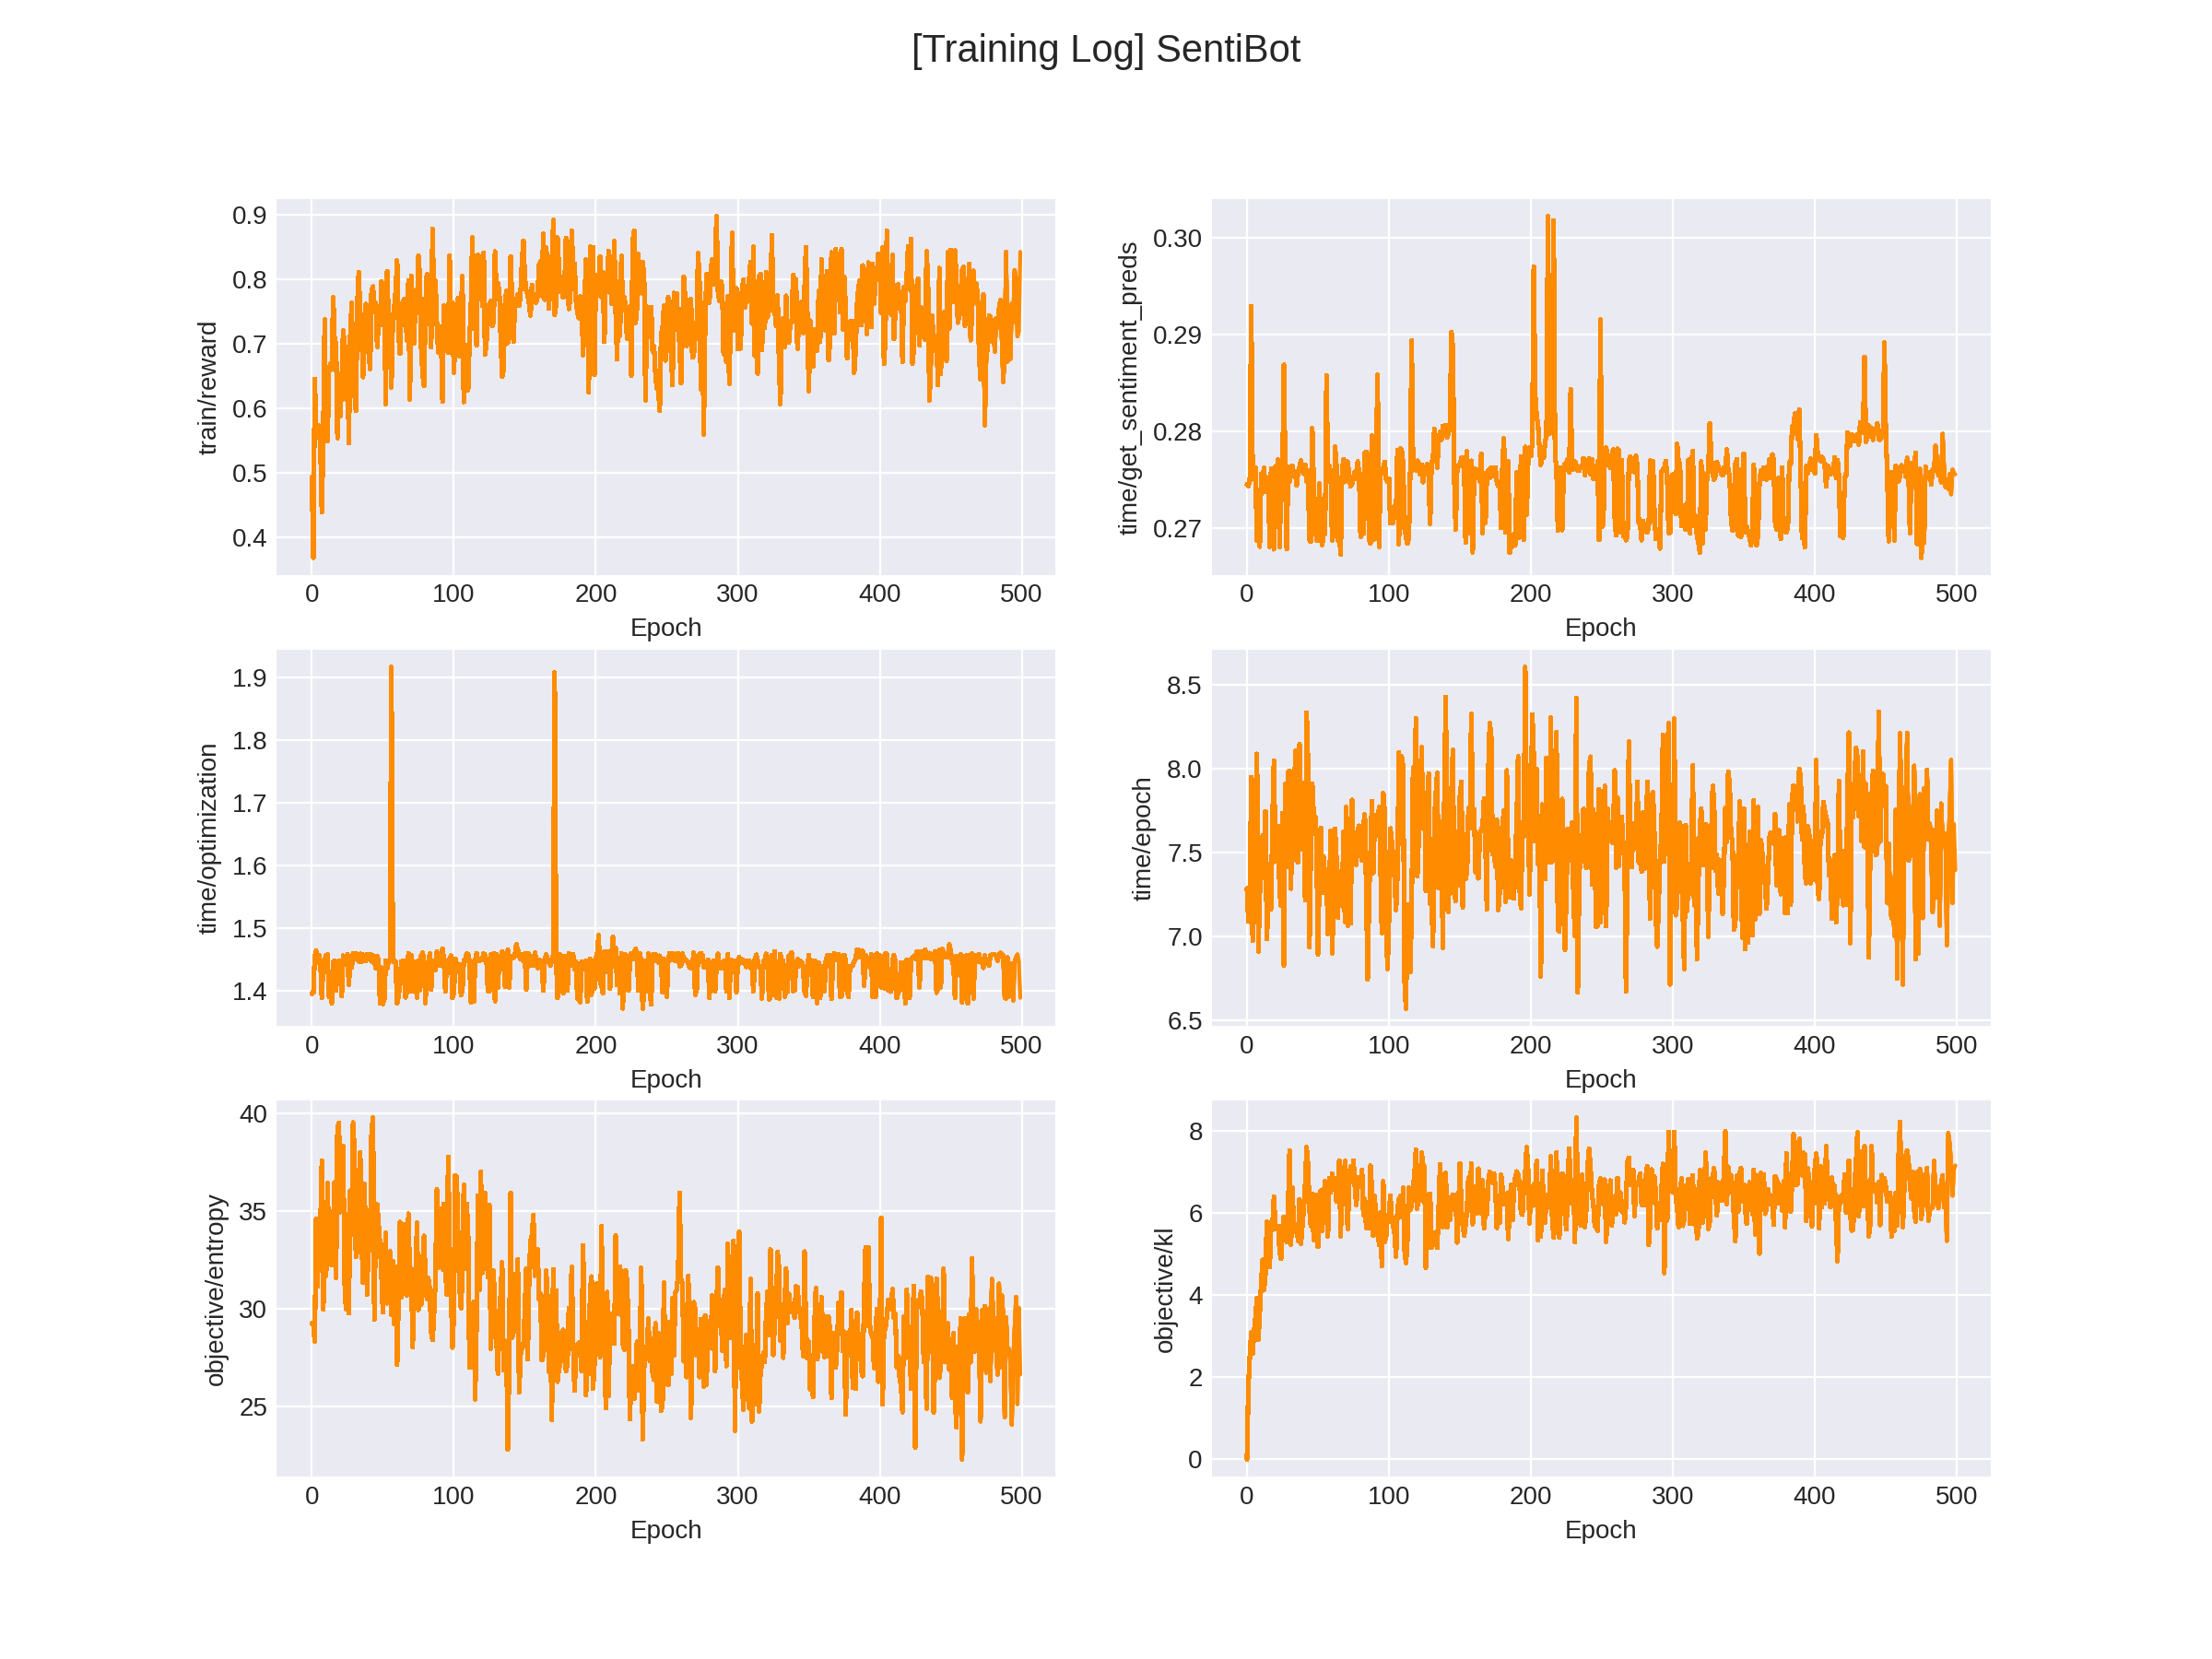 [Training Log] SentiBot
train/reward
0.9
0.8
0.7
0.6
0.5
0.4
0 100 200 300 400 500
Epoch
time/get_sentiment_preds
0.30
0.29
0.28
0.27
0 100 200 300 400 500
Epoch
time/optimization
1.9
1.8
1.7
1.6
1.5
1.4
0 100 200 300 400 500
Epoch
time/epoch
8.5
8.0
7.5
7.0
6.5
0 100 200 300 400 500
Epoch
objective/entropy
40
35
30
25
0 100 200 300 400 500
Epoch
objective/kl
8
6
4
2
0
0 100 200 300 400 500
Epoch